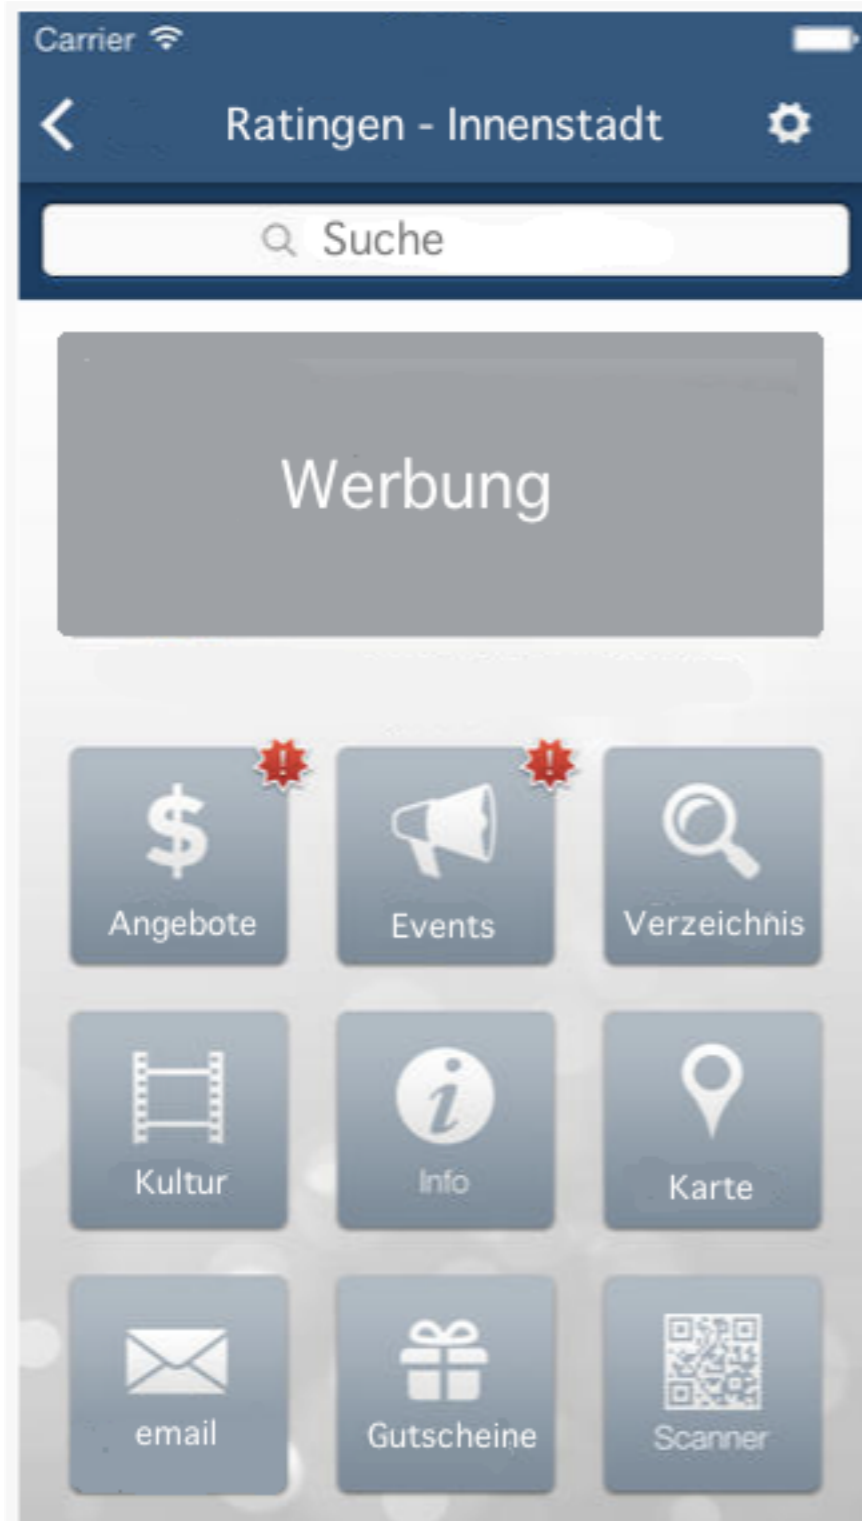 Carrier
Ratingen - Innenstadt
Suche
Werbung
Angebote
Events
Verzeichnis
Kultur
Info
Karte
email
Gutscheine
Scanner